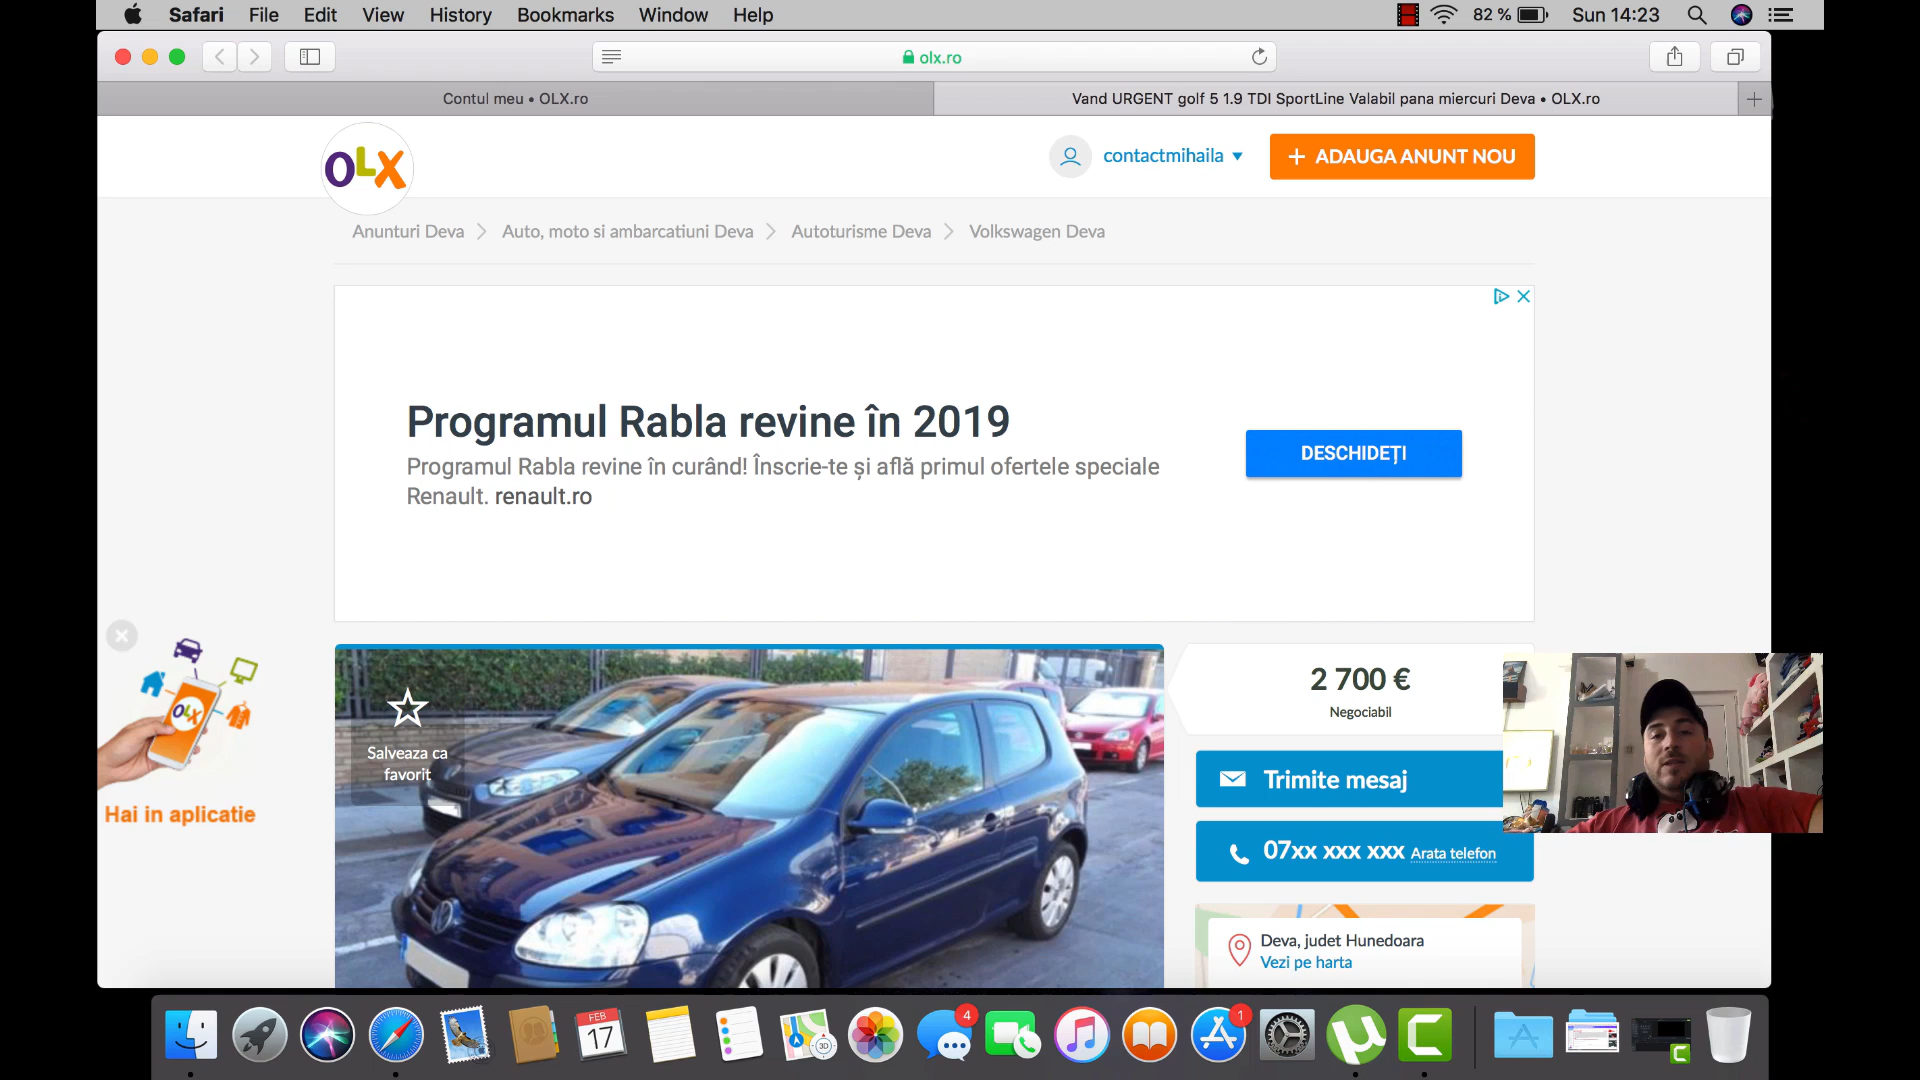 Safari File Edit View History Bookmarks Window Help 82 % Sun 14:23
olx.ro
Contul meu • OLX.ro
Vand URGENT golf 5 1.9 TDI SportLine Valabil pana miercuri Deva • OLX.ro
OLX
contactmihaila
+ ADAUGA ANUNT NOU
Anunturi Deva
Auto, moto si ambarcatiuni Deva
Autoturisme Deva
Volkswagen Deva
Programul Rabla revine în 2019
Programul Rabla revine în curând! Înscrie-te și află primul ofertele speciale
Renault. renault.ro
DESCHIDEȚI
Salveaza ca
favorit
2 700 €
Negociabil
Trimite mesaj
07xx xxx xxx Arata telefon
Deva, judet Hunedoara
Vezi pe harta
OLX
Hai in aplicatie
FEB
17
3D
4
1